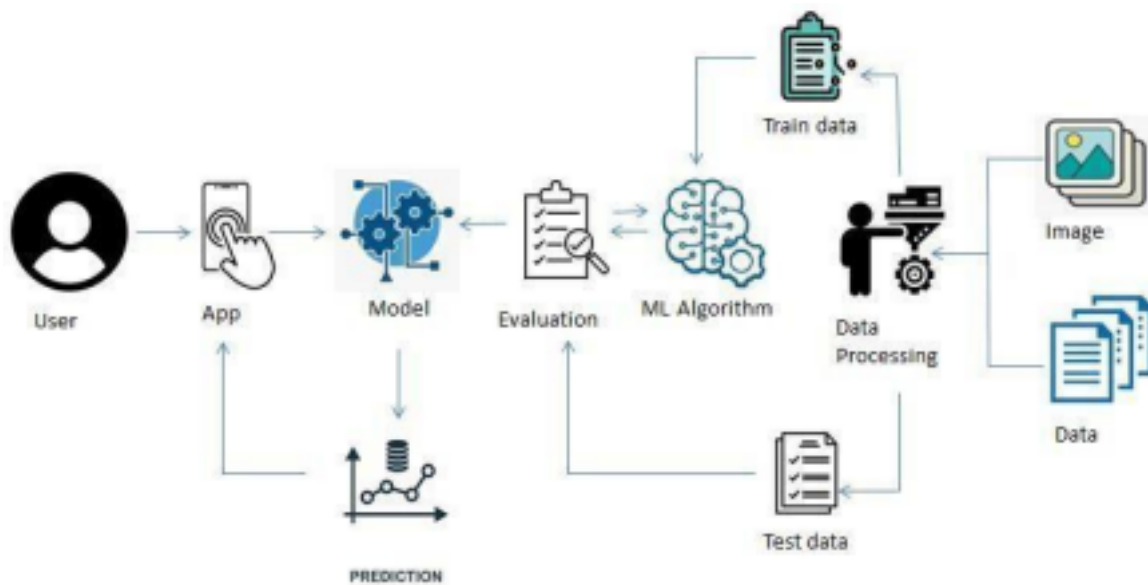 Train data
Image
User
App
Model
Evaluation
ML Algorithm
Data
Processing
Data
Test data
PREDICTION